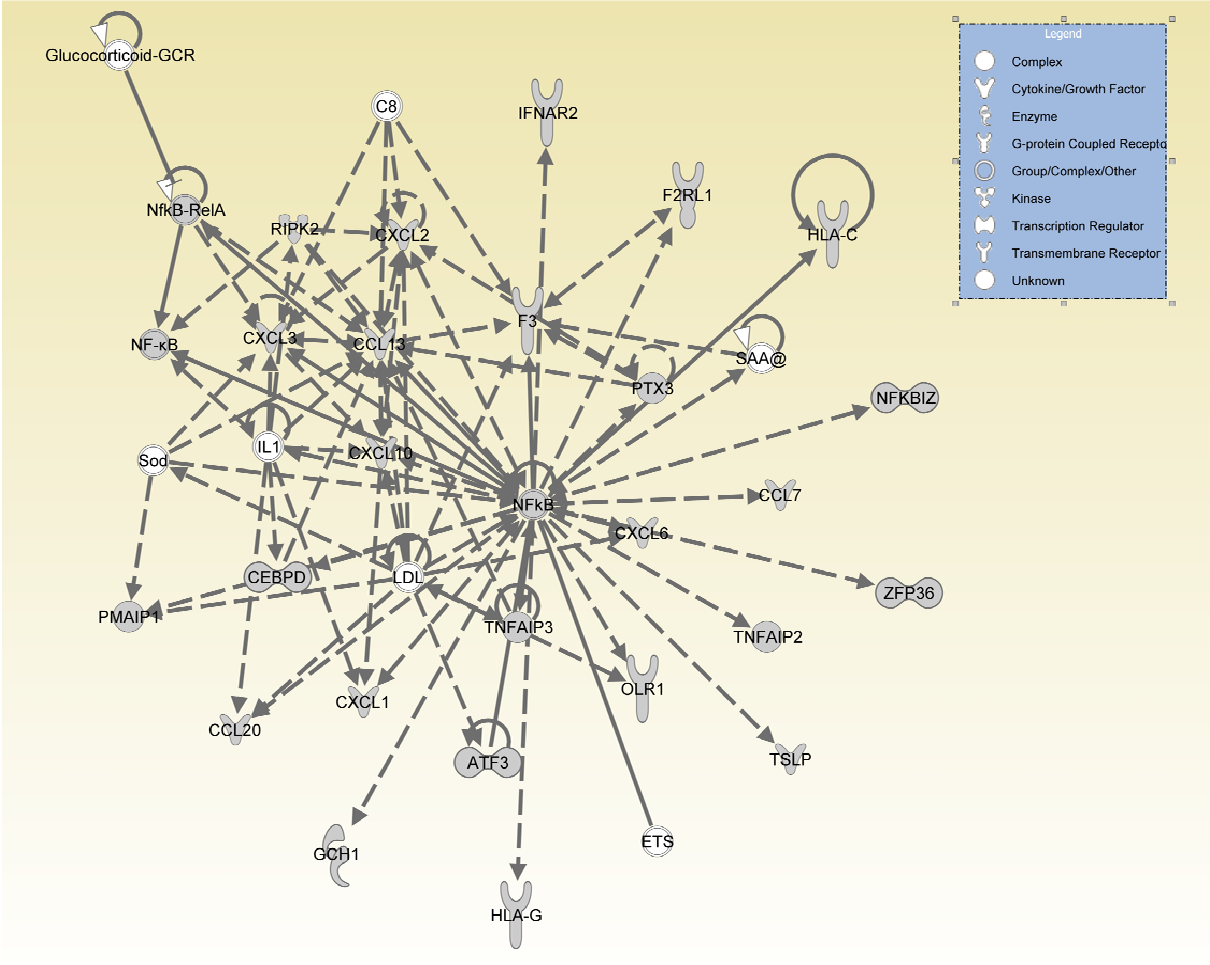 Legend
Glucocorticoid-GCR
Complex
C8
Cytokine/Growth Factor
IFNAR2
Enzyme
G-protein Coupled Recepto
Group/Complex/Other
F2RL1
Kinase
NfkB-RelA
Transcription Regulator
RIPK2
CXCL2
HLA-C
Transmembrane Receptor
Unknown
F3
CXCL3
NF-κB
CCL13
SAA@
PTX3
NFKBIZ
IL1
CXCL10
Sod
CCL7
NFkB
CXCL6
CEBPD
LDL
ZFP36
PMAIP1
TNFAIP3
TNFAIP2
OLR1
CXCL1
CCL20
ATF3
TSLP
ETS
GCH1
HLA-G